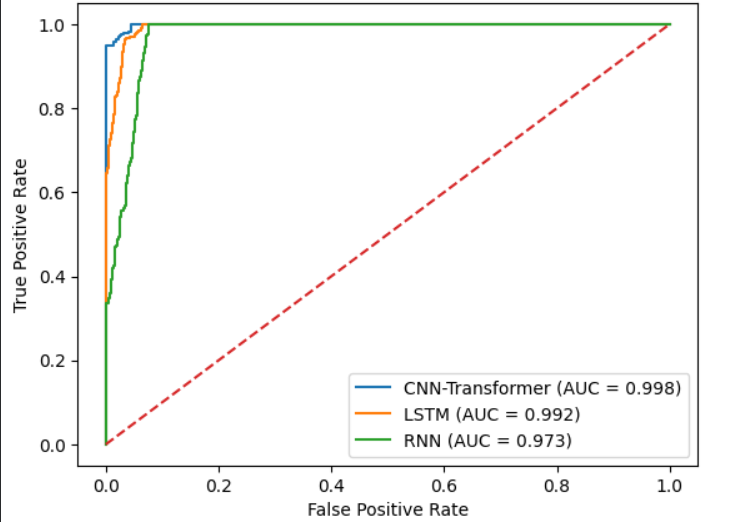 1.0
0.8
0.6
0.4
0.2
0.0
True Positive Rate
CNN-Transformer (AUC = 0.998)
LSTM (AUC = 0.992)
RNN (AUC = 0.973)
0.0 0.2 0.4 0.6 0.8 1.0
False Positive Rate